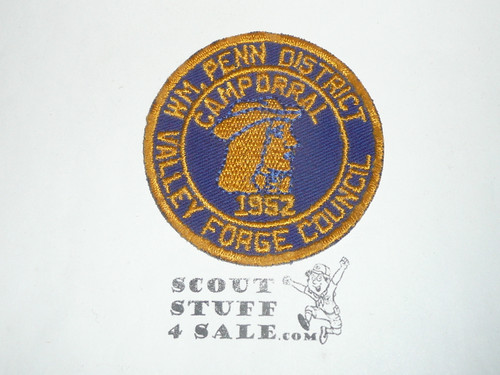 WM. PENN DISTRICT
CAMPORRAL
1952
VALLEY FORGE COUNCIL
SCOUT
STUFF
4 SALE.COM